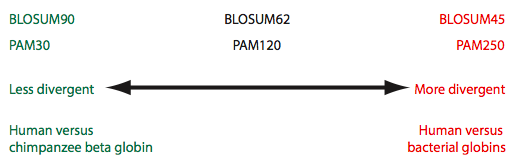 BLOSUM90 BLOSUM62 BLOSUM45
PAM30 PAM120 PAM250
Less divergent More divergent
Human versus Human versus
chimpanzee beta globin bacterial globins